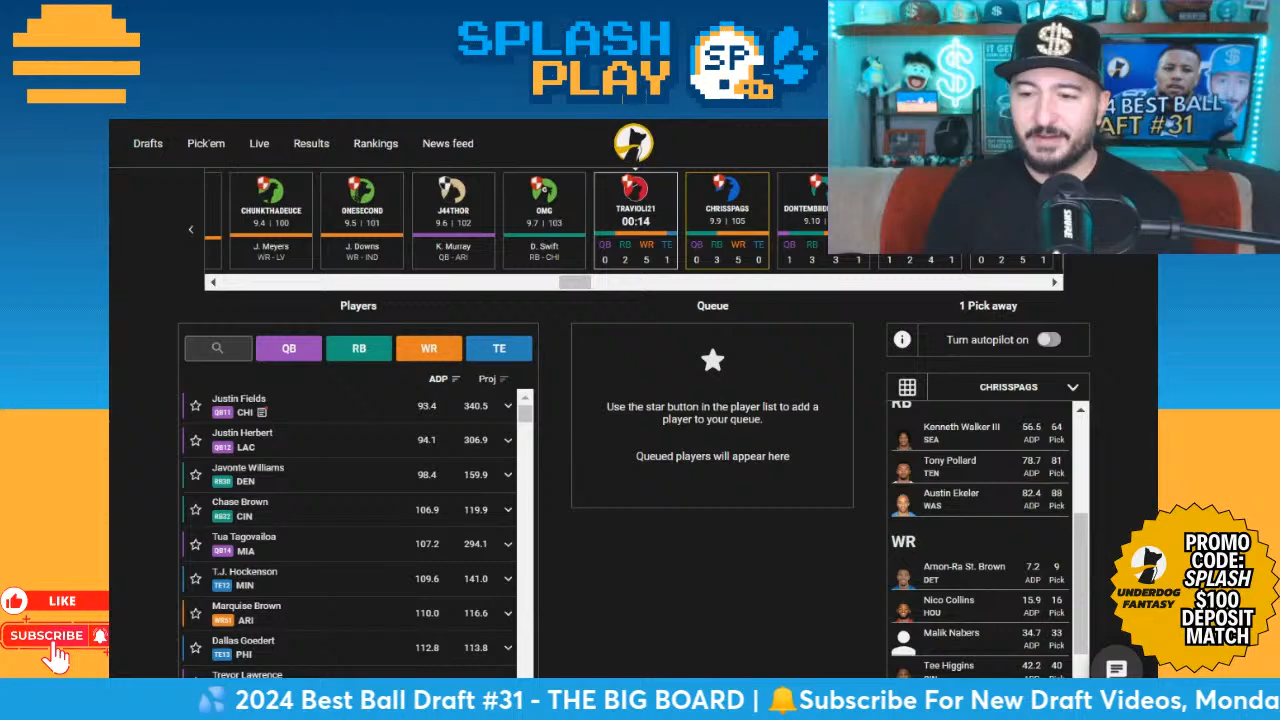 SPLASH
PLAY
SP
$
IT GET
$
4 BEST BALL
AFT #31
Drafts Pick'em Live Results Rankings News feed
CHUNKTHADEUCE
9.4 | 100
J. Meyers
WR - LV
ONESECOND
9.5 | 101
J. Downs
WR - IND
J44THOR
9.6 | 102
K. Murray
QB - ARI
OMG
9.7 | 103
D. Swift
RB - CHI
TRAVIOLI21
00:14
QB RB WR TE
0 2 5 1
CHRISSPAGS
9.9 | 105
QB RB WR TE
0 3 5 0
9.10
QB RB WR TE
1 3 3 1
1 2 4 1
0 2 5 1
Players
Queue
1 Pick away
QB RB WR TE
ADP Proj
Justin Fields
QB11 CHI
93.4 340.5
Justin Herbert
QB12 LAC
94.1 306.9
Javonte Williams
RB30 DEN
98.4 159.9
Chase Brown
RB32 CIN
106.9 119.9
Tua Tagovailoa
QB14 MIA
107.2 294.1
T.J. Hockenson
TE12 MIN
109.6 141.0
Marquise Brown
WR51 ARI
110.0 116.6
Dallas Goedert
TE13 PHI
112.8 113.8
Trevor Lawrence
Use the star button in the player list to add a
player to your queue.
Queued players will appear here
Turn autopilot on
CHRISSPAGS
RB
Kenneth Walker III 56.5 64
SEA ADP Pick
Tony Pollard 78.7 81
TEN ADP Pick
Austin Ekeler 82.4 88
WAS ADP Pick
WR
Amon-Ra St. Brown 7.2 9
DET ADP Pick
Nico Collins 15.9 16
HOU ADP Pick
Malik Nabers 34.7 33
ADP Pick
Tee Higgins 42.2 40
ADP Pick
SHURE
UNDERDOG
FANTASY
PROMO
CODE:
SPLASH
$100
DEPOSIT
MATCH
LIKE
SUBSCRIBE
2024 Best Ball Draft #31 - THE BIG BOARD | Subscribe For New Draft Videos, Monda